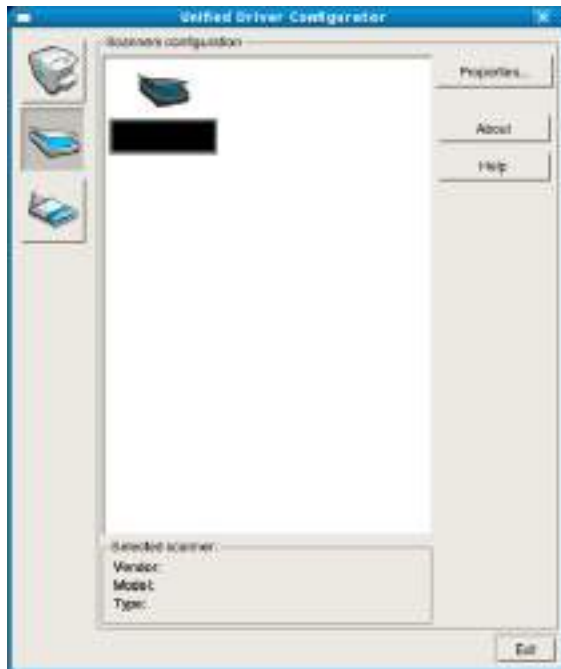 Unified Driver Configurator
Scanners configuration
Properties...
About
Help
Selected scanner:
Vendor:
Model:
Type:
Exit